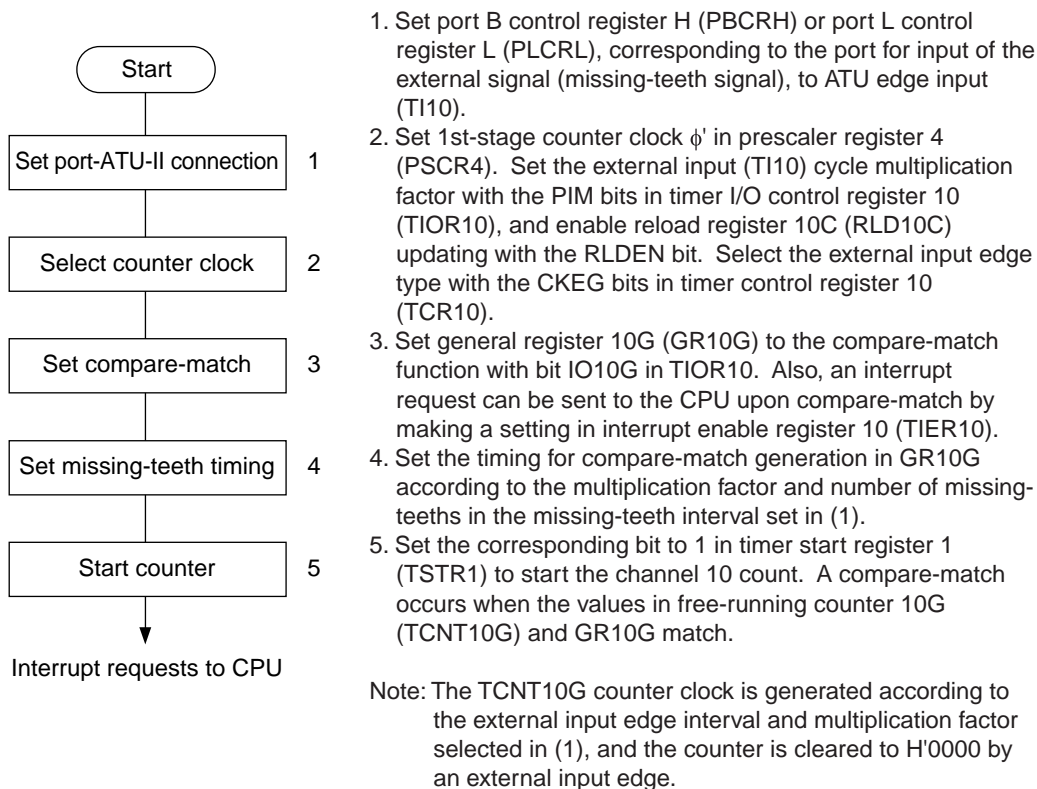 Start
Set port-ATU-II connection 1
Select counter clock 2
Set compare-match 3
Set missing-teeth timing 4
Start counter 5
Interrupt requests to CPU
1. Set port B control register H (PBCRH) or port L control
register L (PLCRL), corresponding to the port for input of the
external signal (missing-teeth signal), to ATU edge input
(TI10).
2. Set 1st-stage counter clock ϕ' in prescaler register 4
(PSCR4). Set the external input (TI10) cycle multiplication
factor with the PIM bits in timer I/O control register 10
(TIOR10), and enable reload register 10C (RLD10C)
updating with the RLDEN bit. Select the external input edge
type with the CKEG bits in timer control register 10
(TCR10).
3. Set general register 10G (GR10G) to the compare-match
function with bit IO10G in TIOR10. Also, an interrupt
request can be sent to the CPU upon compare-match by
making a setting in interrupt enable register 10 (TIER10).
4. Set the timing for compare-match generation in GR10G
according to the multiplication factor and number of missing-
teeths in the missing-teeth interval set in (1).
5. Set the corresponding bit to 1 in timer start register 1
(TSTR1) to start the channel 10 count. A compare-match
occurs when the values in free-running counter 10G
(TCNT10G) and GR10G match.
Note: The TCNT10G counter clock is generated according to
the external input edge interval and multiplication factor
selected in (1), and the counter is cleared to H'0000 by
an external input edge.